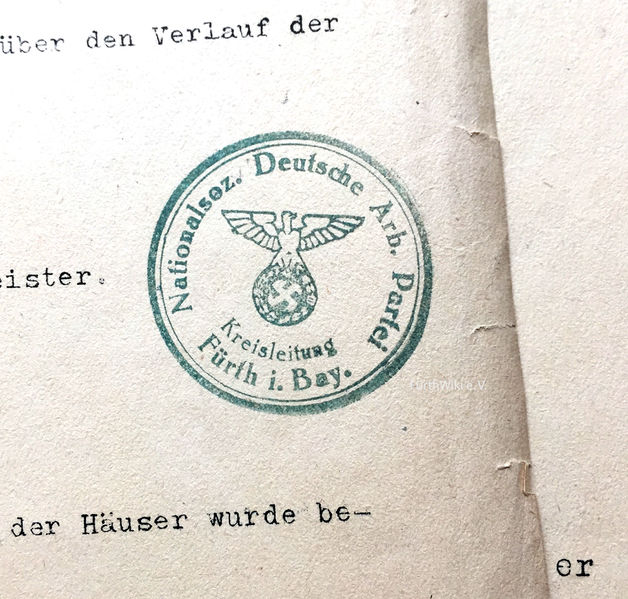 über den Verlauf der
eister.
Nationalsoz. Deutsche Arb. Partei
Kreisleitung
Fürth i. Bay.
FürthWiki e.V.
der Häuser wurde be-
er